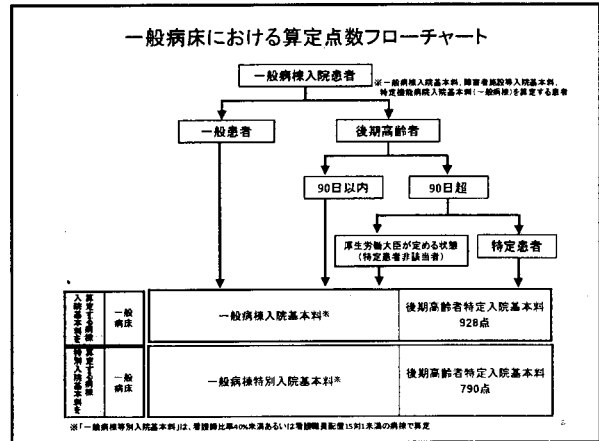 一般病床における算定点数フローチャート
一般病棟入院患者
※一般病棟入院基本料、障害者施設等入院基本料、
特定機能病院入院基本料(一般病棟)を算定する患者
一般患者
後期高齢者
90日以内
90日超
厚生労働大臣が定める状態
(特定患者非該当者)
特定患者
入院基本料を
算定する病棟
一般
病床
一般病棟入院基本料※
後期高齢者特定入院基本料
928点
特別入院基本料を
算定する病棟
一般
病床
一般病棟特別入院基本料※
後期高齢者特定入院基本料
790点
※「一般病棟等別入院基本料」は、看護師比率40%未満あるいは看護職員配置15対1未満の病棟で算定